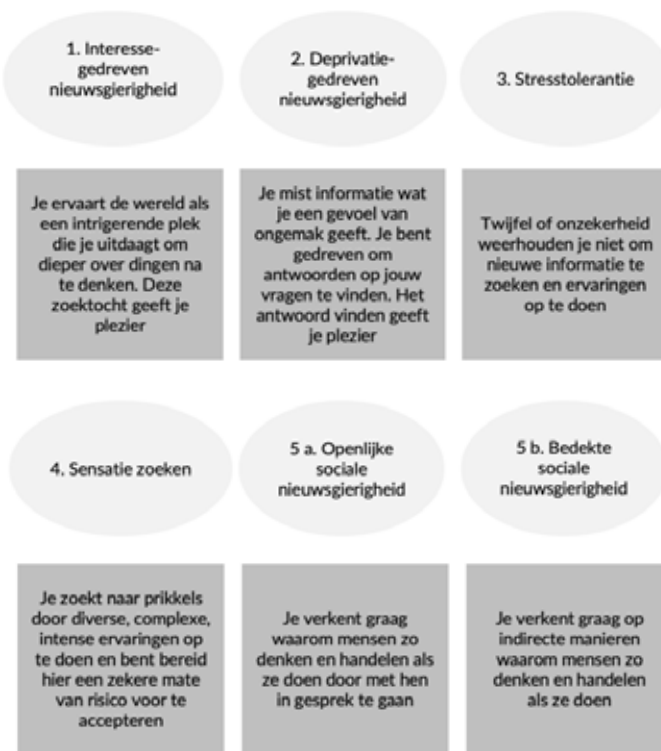 1. Interesse-
gedreven
nieuwsgierigheid
2. Deprivatie-
gedreven
nieuwsgierigheid
3. Stresstolerantie
Je ervaart de wereld als
een intrigerende plek
die je uitdaagt om
dieper over dingen na
te denken. Deze
zoektocht geeft je
plezier
Je mist informatie wat
je een gevoel van
ongemak geeft. Je bent
gedreven om
antwoorden op jouw
vragen te vinden. Het
antwoord vinden geeft
je plezier
Twijfel of onzekerheid
weerhouden je niet om
nieuwe informatie te
zoeken en ervaringen
op te doen
4. Sensatie zoeken
5 a. Openlijke
sociale
nieuwsgierigheid
5 b. Bedekte
sociale
nieuwsgierigheid
Je zoekt naar prikkels
door diverse, complexe,
intense ervaringen op
te doen en bent bereid
hier een zekere mate
van risico voor te
accepteren
Je verkent graag
waarom mensen zo
denken en handelen als
ze doen door met hen
in gesprek te gaan
Je verkent graag op
indirecte manieren
waarom mensen zo
denken en handelen
als ze doen